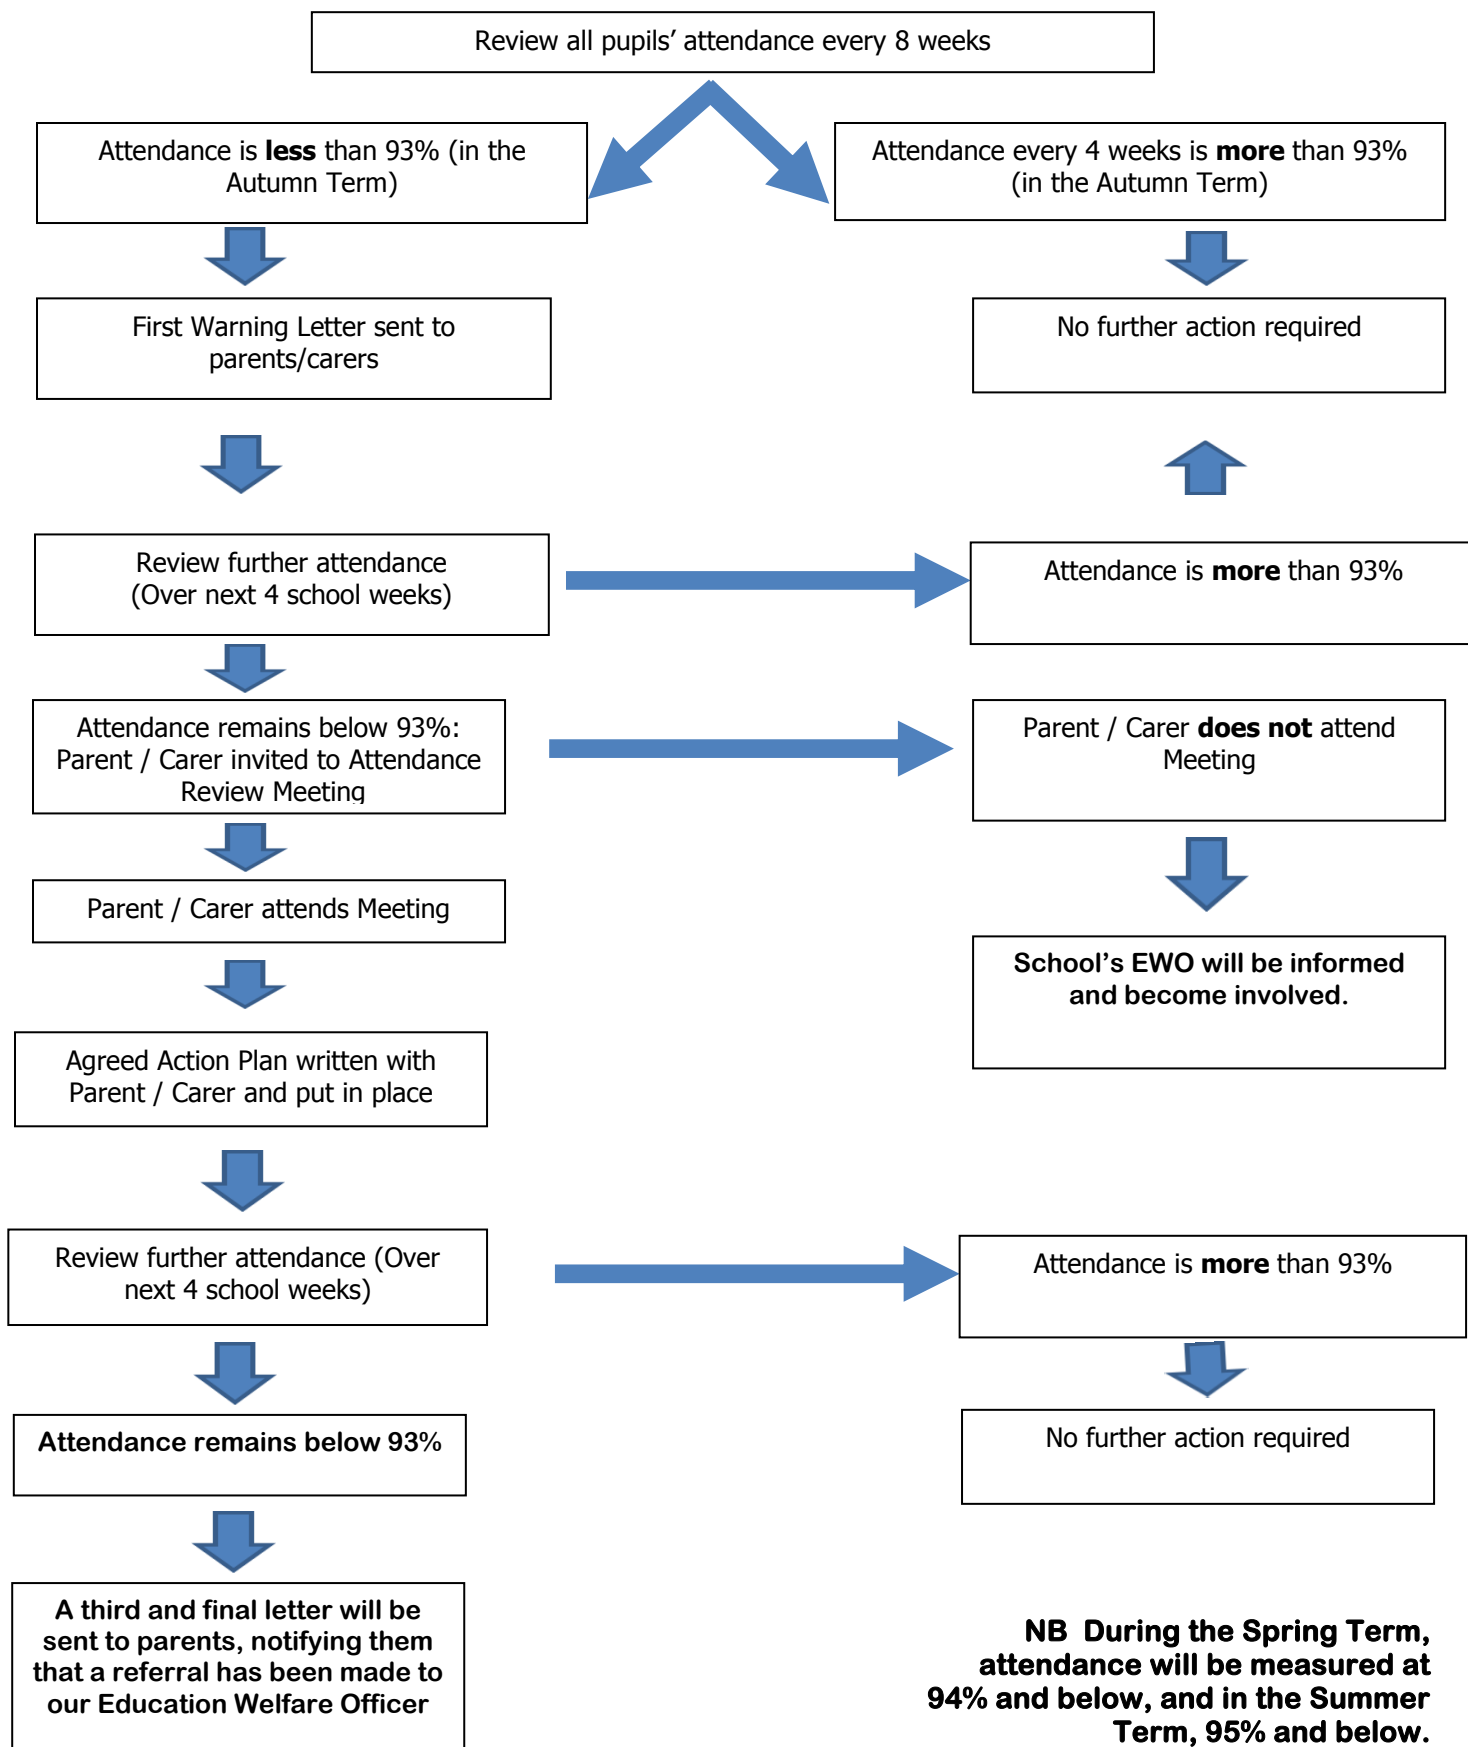 Review all pupils’ attendance every 8 weeks
Attendance is less than 93% (in the
Autumn Term)
Attendance every 4 weeks is more than 93%
(in the Autumn Term)
First Warning Letter sent to
parents/carers
No further action required
Review further attendance
(Over next 4 school weeks)
Attendance is more than 93%
Attendance remains below 93%:
Parent / Carer invited to Attendance
Review Meeting
Parent / Carer does not attend
Meeting
Parent / Carer attends Meeting
School’s EWO will be informed
and become involved.
Agreed Action Plan written with
Parent / Carer and put in place
Review further attendance (Over
next 4 school weeks)
Attendance is more than 93%
Attendance remains below 93%
No further action required
A third and final letter will be
sent to parents, notifying them
that a referral has been made to
our Education Welfare Officer
NB  During the Spring Term,
attendance will be measured at
94% and below, and in the Summer
Term, 95% and below.